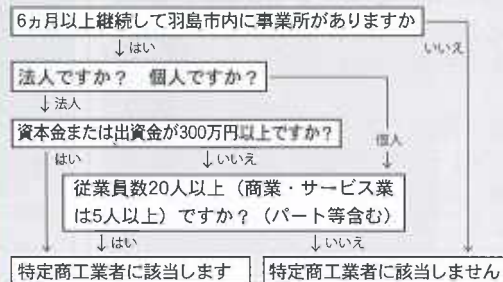 6ヵ月以上継続して羽島市内に事業所がありますか
↓はい
いいえ
法人ですか？ 個人ですか？
↓法人
資本金または出資金が300万円以上ですか？
個人
はい
↓いいえ
従業員数20人以上（商業・サービス業
は5人以上）ですか？（パート等含む）
↓はい
↓いいえ
特定商工業者に該当します
特定商工業者に該当しません